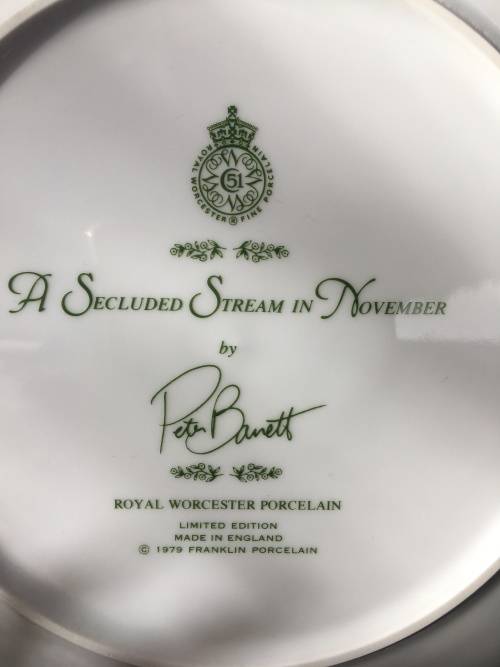 ROYAL WORCESTER ® FINE PORCELAIN
51
A SECLUDED STREAM IN NOVEMBER
by
Peter Barrett
ROYAL WORCESTER PORCELAIN
LIMITED EDITION
MADE IN ENGLAND
© 1979 FRANKLIN PORCELAIN